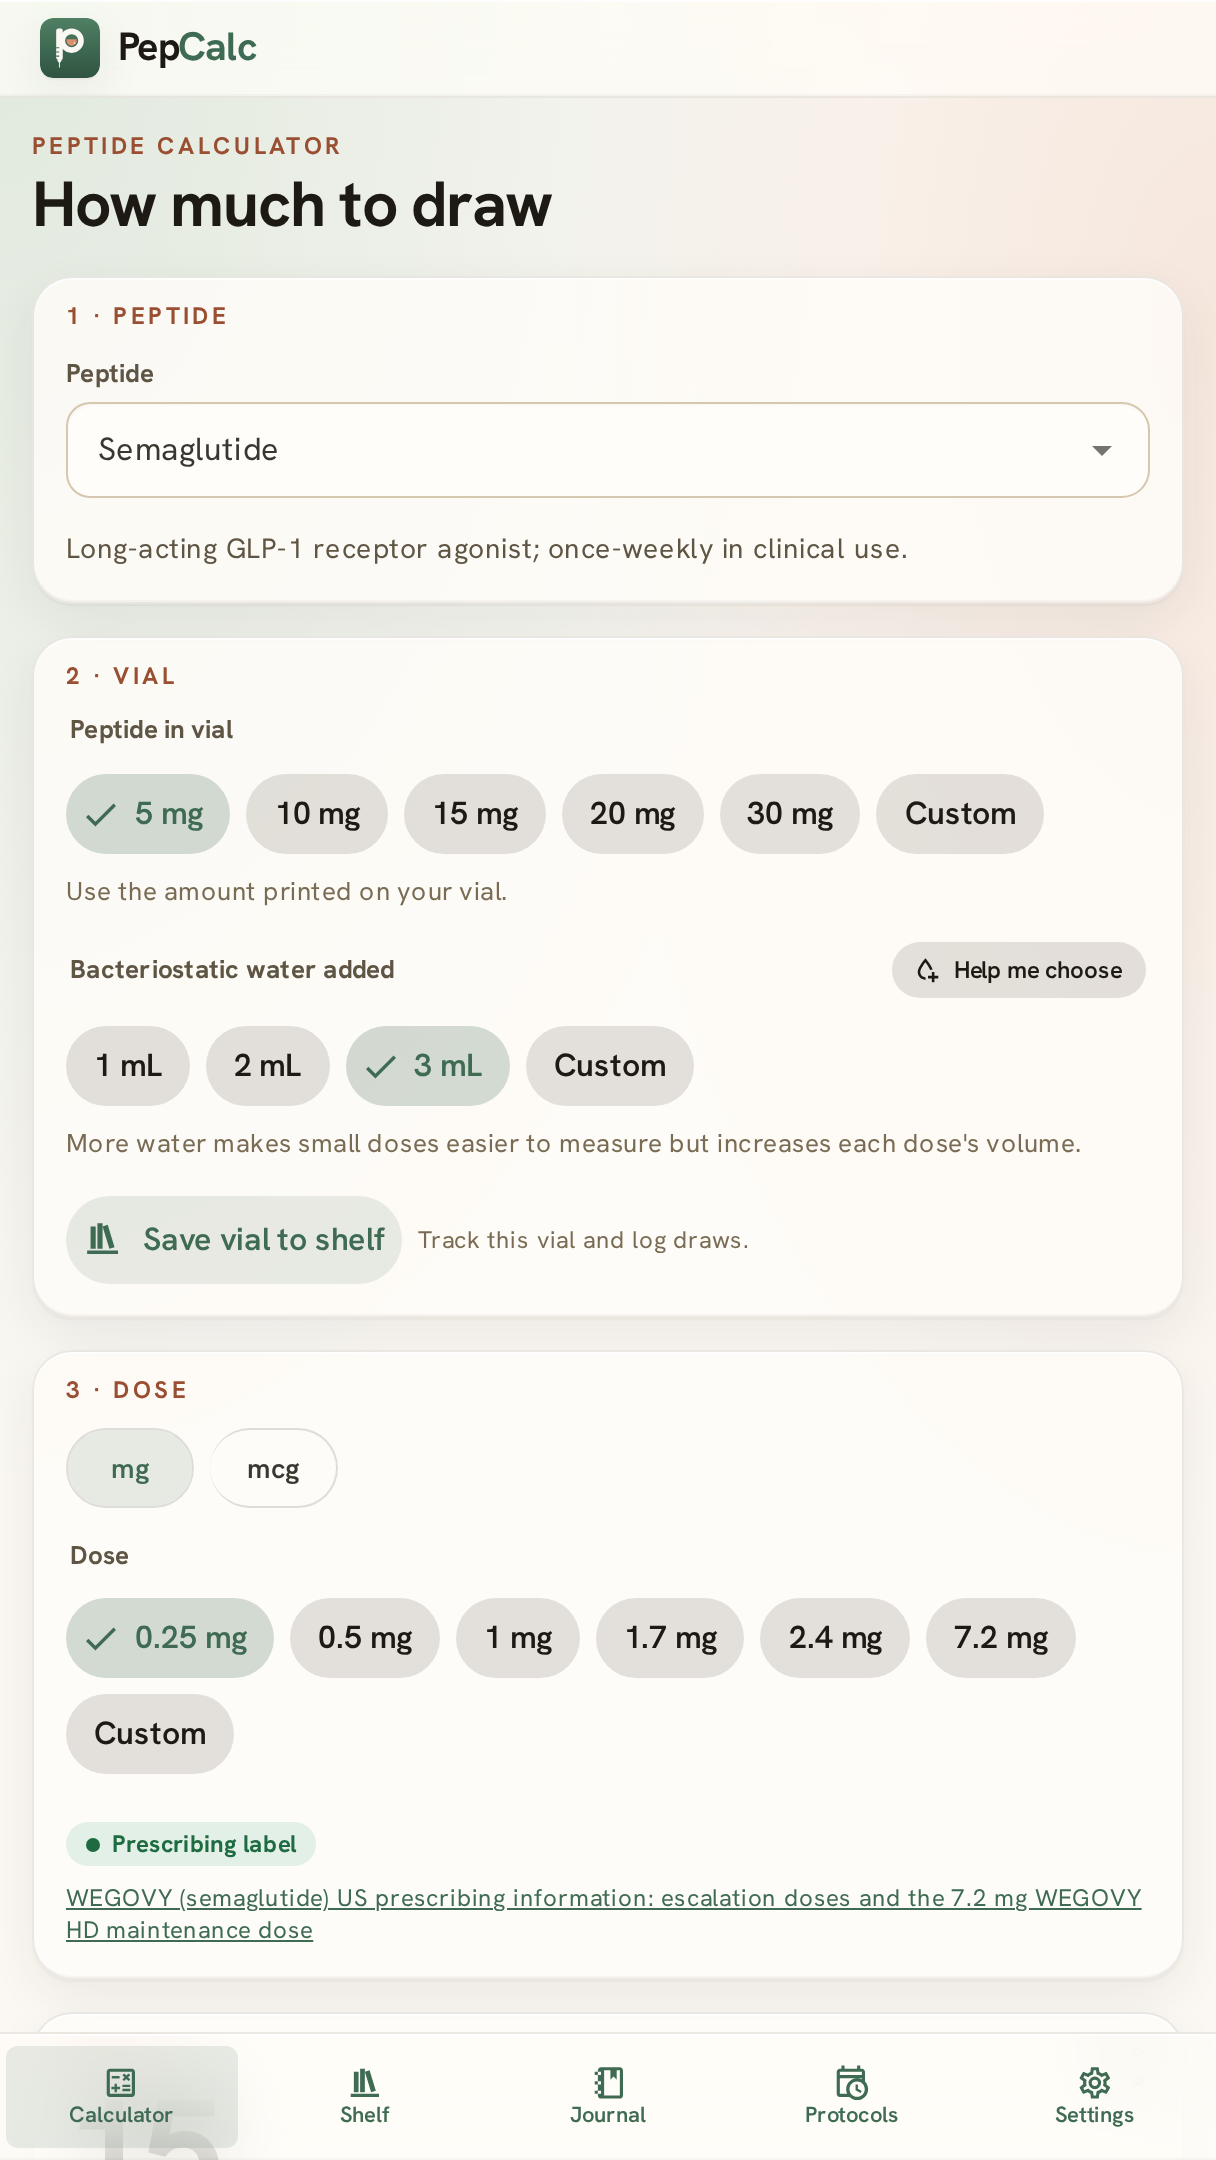 PepCalc
PEPTIDE CALCULATOR
How much to draw
1 · PEPTIDE
Peptide
Semaglutide
Long-acting GLP-1 receptor agonist; once-weekly in clinical use.
2 · VIAL
Peptide in vial
5 mg 10 mg 15 mg 20 mg 30 mg Custom
Use the amount printed on your vial.
Bacteriostatic water added Help me choose
1 mL 2 mL 3 mL Custom
More water makes small doses easier to measure but increases each dose's volume.
Save vial to shelf Track this vial and log draws.
3 · DOSE
mg mcg
Dose
0.25 mg 0.5 mg 1 mg 1.7 mg 2.4 mg 7.2 mg
Custom
Prescribing label
WEGOVY (semaglutide) US prescribing information: escalation doses and the 7.2 mg WEGOVY
HD maintenance dose
Calculator Shelf Journal Protocols Settings
15